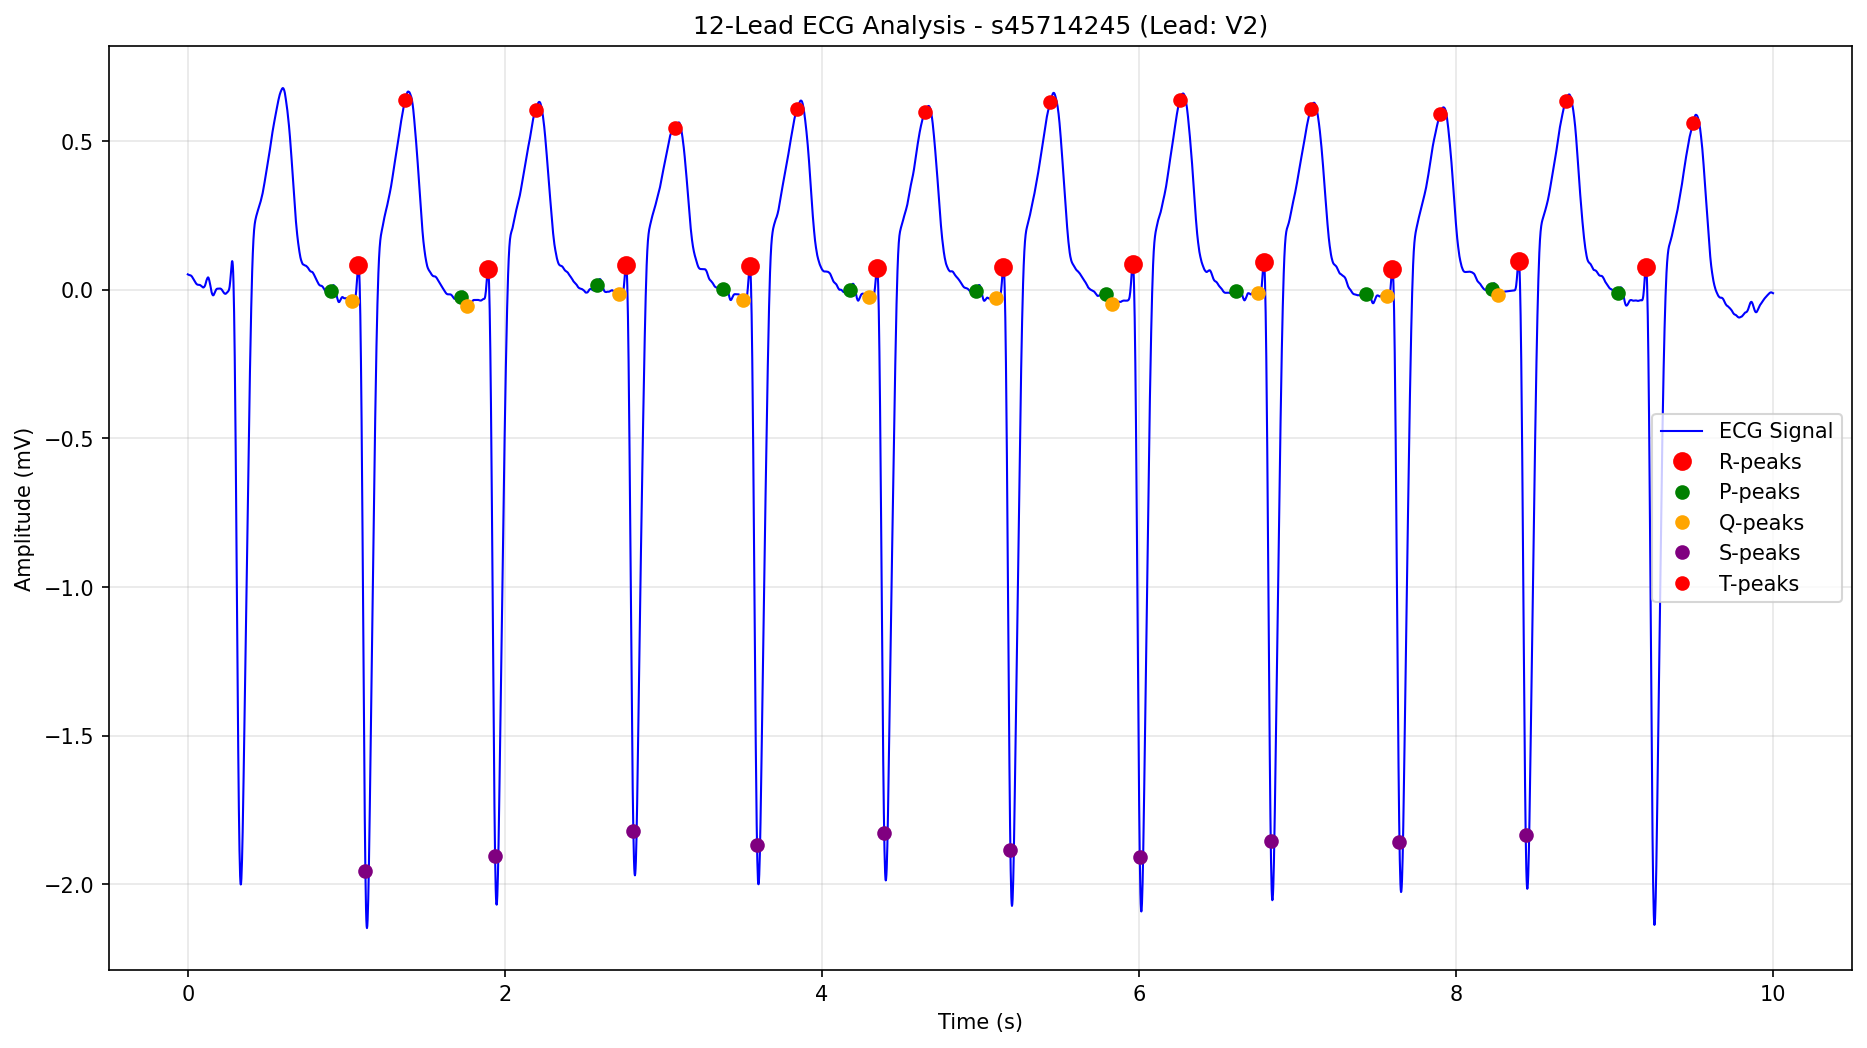 12-Lead ECG Analysis - s45714245 (Lead: V2)
Amplitude (mV)
0.5
0.0
−0.5
−1.0
−1.5
−2.0
ECG Signal
R-peaks
P-peaks
Q-peaks
S-peaks
T-peaks
0 2 4 6 8 10
Time (s)